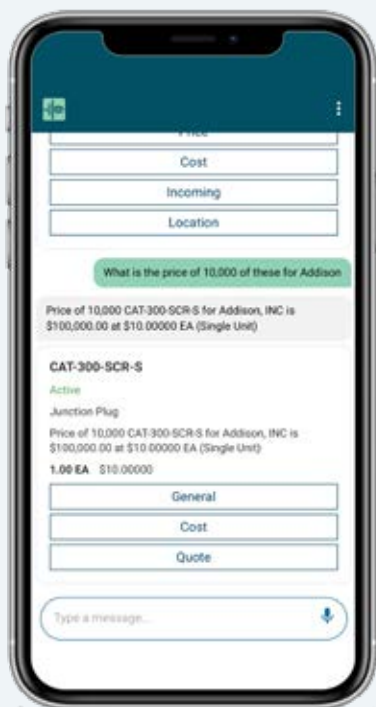 Price
Cost
Incoming
Location
What is the price of 10,000 of these for Addison
Price of 10,000 CAT-300-SCR-S for Addison, INC is
$100,000.00 at $10.00000 EA (Single Unit)
CAT-300-SCR-S
Active
Junction Plug
Price of 10,000 CAT-300-SCR-S for Addison, INC is
$100,000.00 at $10.00000 EA (Single Unit)
1.00 EA $10.00000
General
Cost
Quote
Type a message...